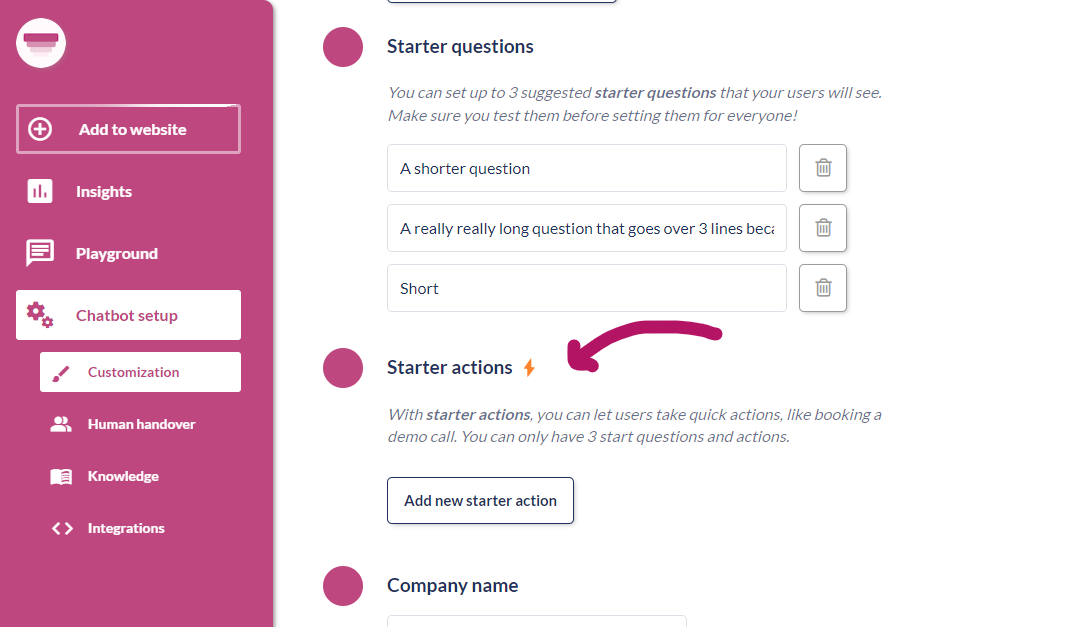 Add to website
Insights
Playground
Chatbot setup
Customization
Human handover
Knowledge
Integrations
Starter questions
You can set up to 3 suggested starter questions that your users will see.
Make sure you test them before setting them for everyone!
A shorter question
A really really long question that goes over 3 lines beca
Short
Starter actions
With starter actions, you can let users take quick actions, like booking a
demo call. You can only have 3 start questions and actions.
Add new starter action
Company name